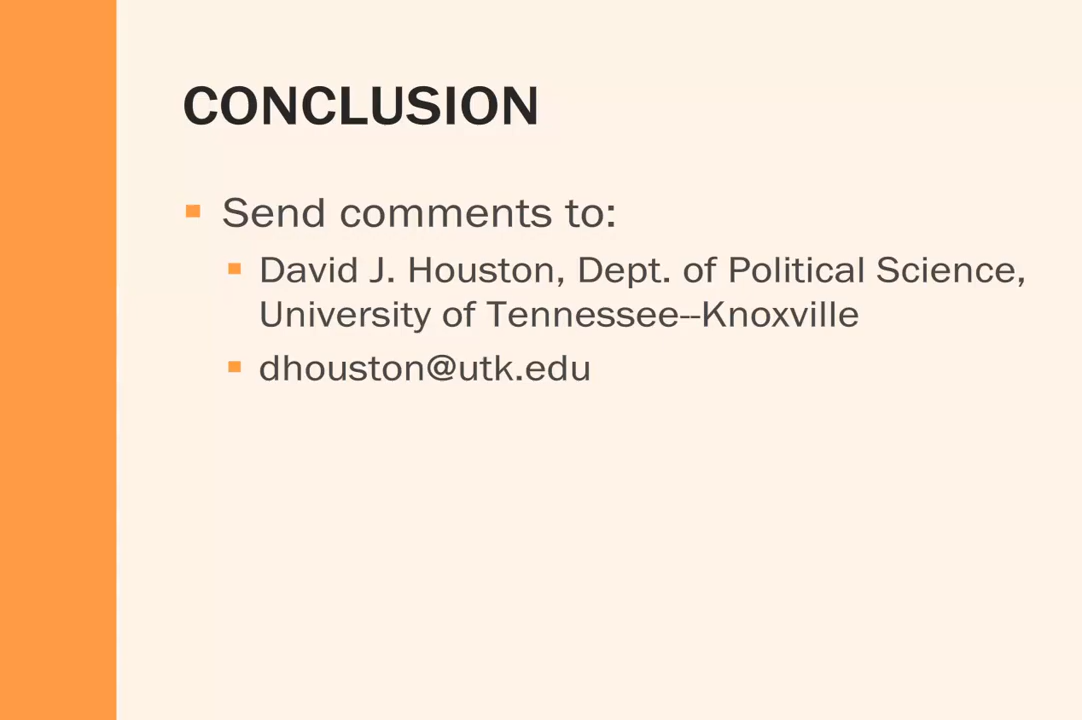 CONCLUSION
Send comments to:
David J. Houston, Dept. of Political Science,
University of Tennessee--Knoxville
dhouston@utk.edu